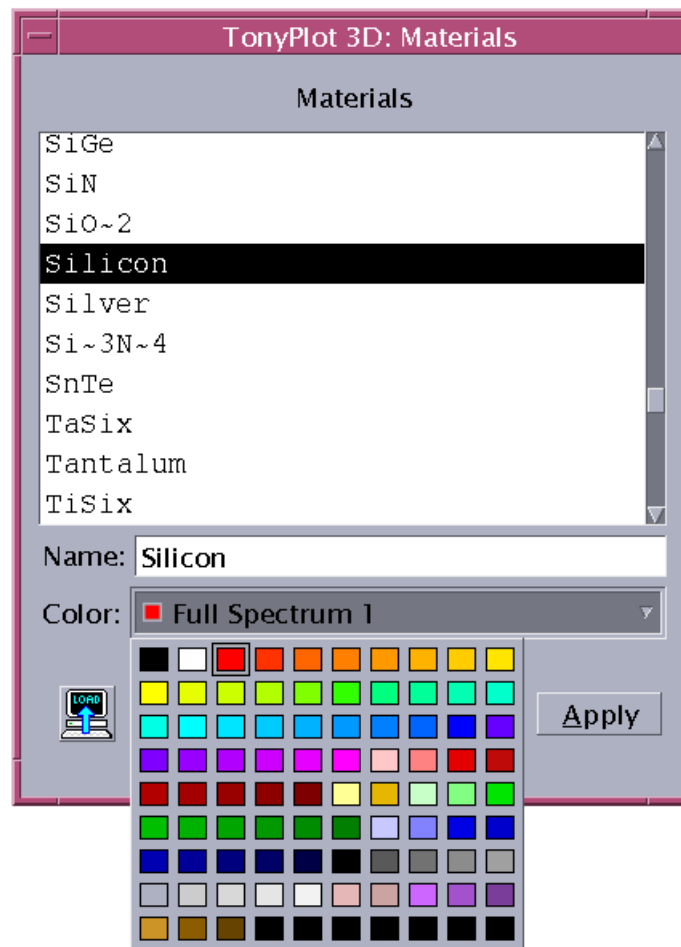 TonyPlot 3D: Materials
Materials
SiGe
SiN
SiO~2
Silicon
Silver
Si~3N~4
SnTe
TaSix
Tantalum
TiSix
Name: Silicon
Color: Full Spectrum 1
LOAD
Apply